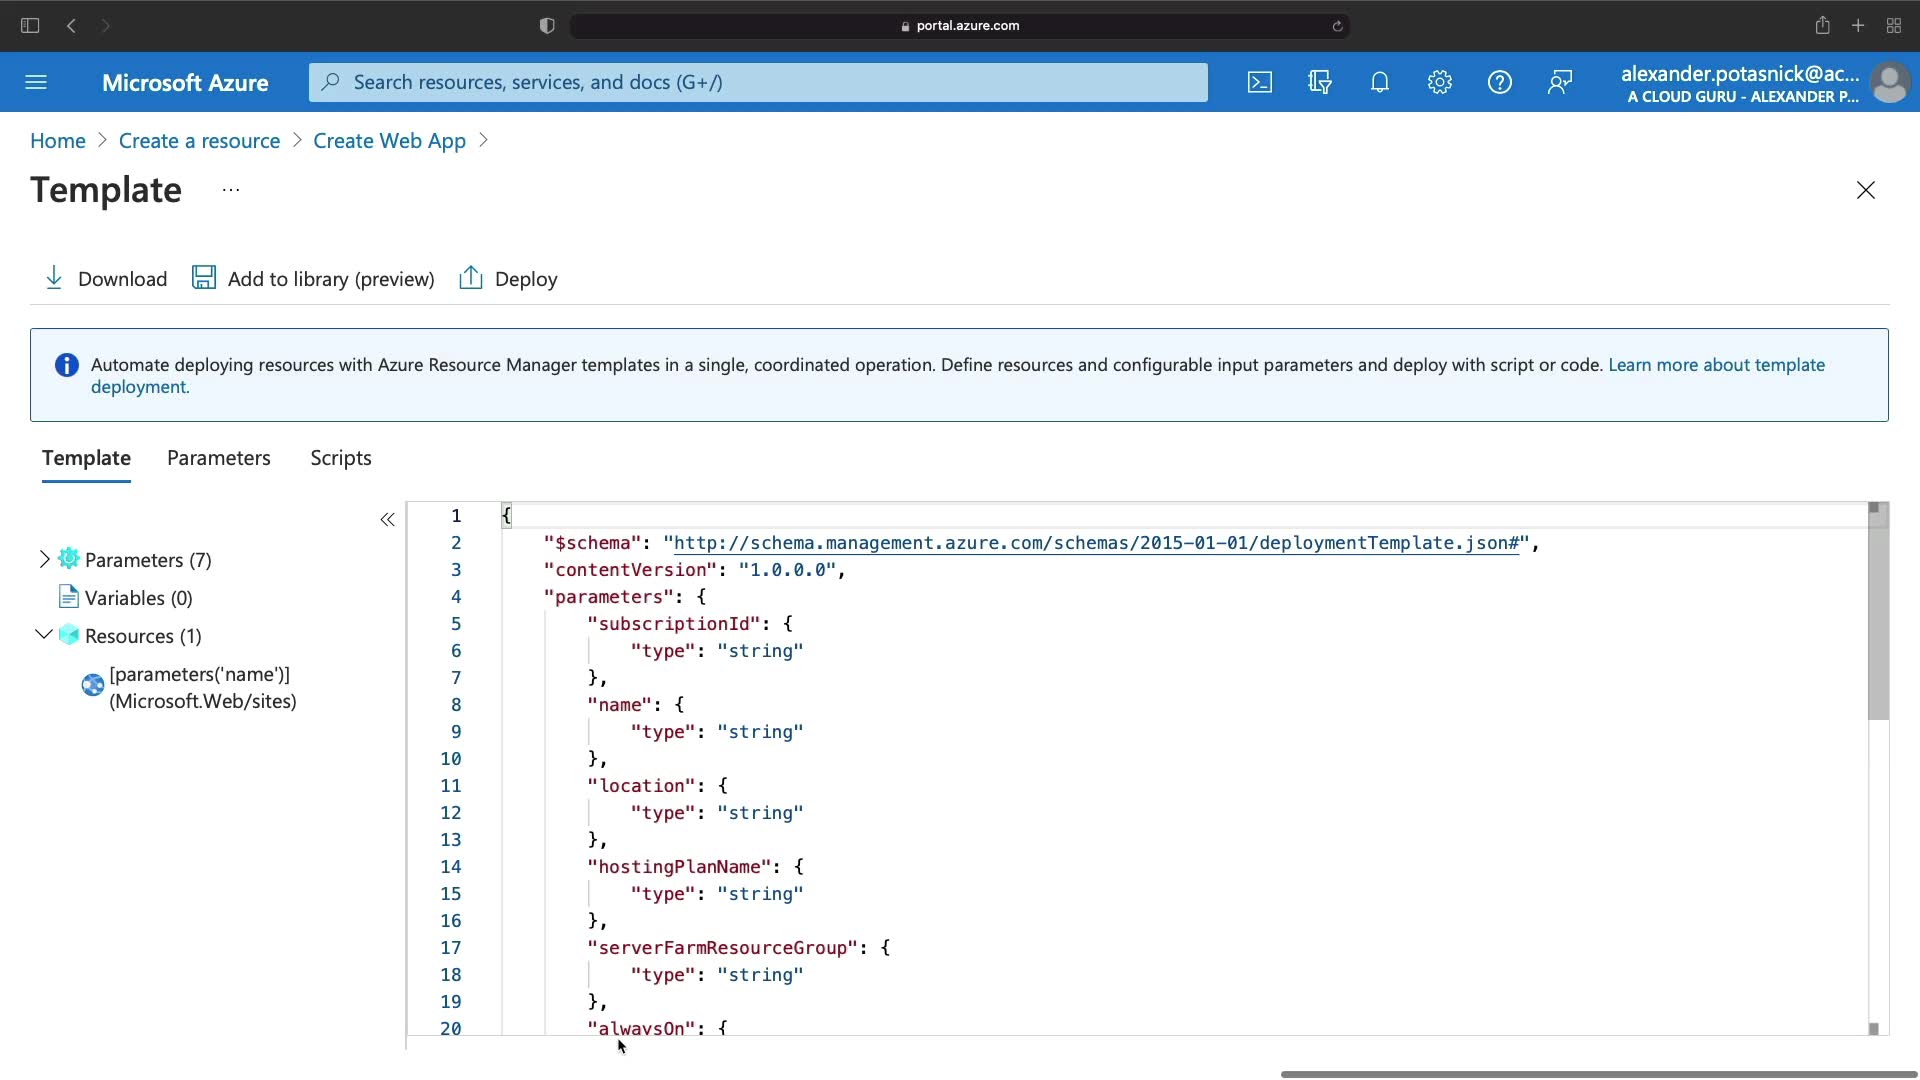 portal.azure.com
Microsoft Azure
Search resources, services, and docs (G+/)
alexander.potasnick@ac...
A CLOUD GURU - ALEXANDER P...
Home > Create a resource > Create Web App >
Template ...
Download
Add to library (preview)
Deploy
Automate deploying resources with Azure Resource Manager templates in a single, coordinated operation. Define resources and configurable input parameters and deploy with script or code. Learn more about template
deployment.
Template
Parameters
Scripts
Parameters (7)
Variables (0)
Resources (1)
[parameters('name')]
(Microsoft.Web/sites)
1 {
2 "$schema": "http://schema.management.azure.com/schemas/2015-01-01/deploymentTemplate.json#",
3 "contentVersion": "1.0.0.0",
4 "parameters": {
5 "subscriptionId": {
6 "type": "string"
7 },
8 "name": {
9 "type": "string"
10 },
11 "location": {
12 "type": "string"
13 },
14 "hostingPlanName": {
15 "type": "string"
16 },
17 "serverFarmResourceGroup": {
18 "type": "string"
19 },
20 "alwaysOn": {